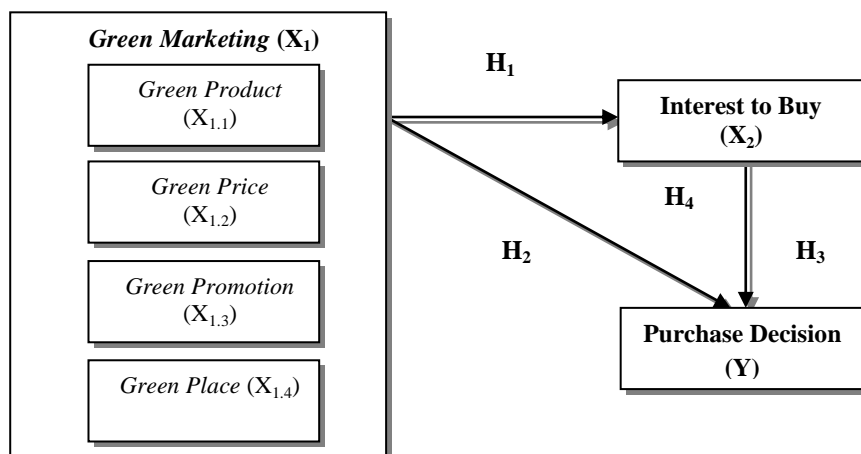 Green Marketing (X₁)
Green Product
(X₁.₁)
Green Price
(X₁.₂)
Green Promotion
(X₁.₃)
Green Place (X₁.₄)
H₁
Interest to Buy
(X₂)
H₄
H₂
H₃
Purchase Decision
(Y)